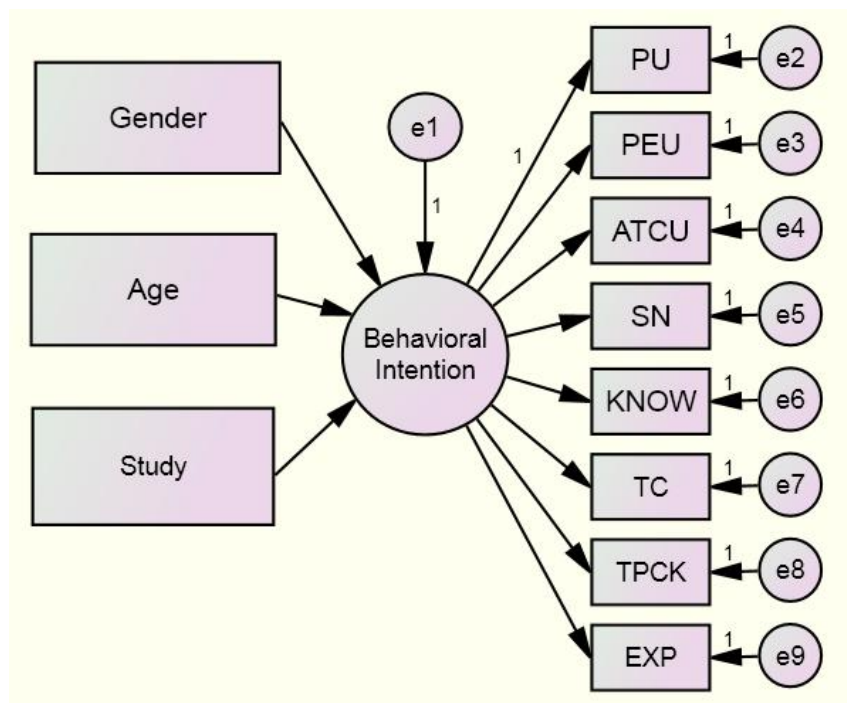 Gender
Age
Study
e1
1
Behavioral
Intention
1
PU
1
e2
PEU
1
e3
ATCU
1
e4
SN
1
e5
KNOW
1
e6
TC
1
e7
TPCK
1
e8
EXP
1
e9